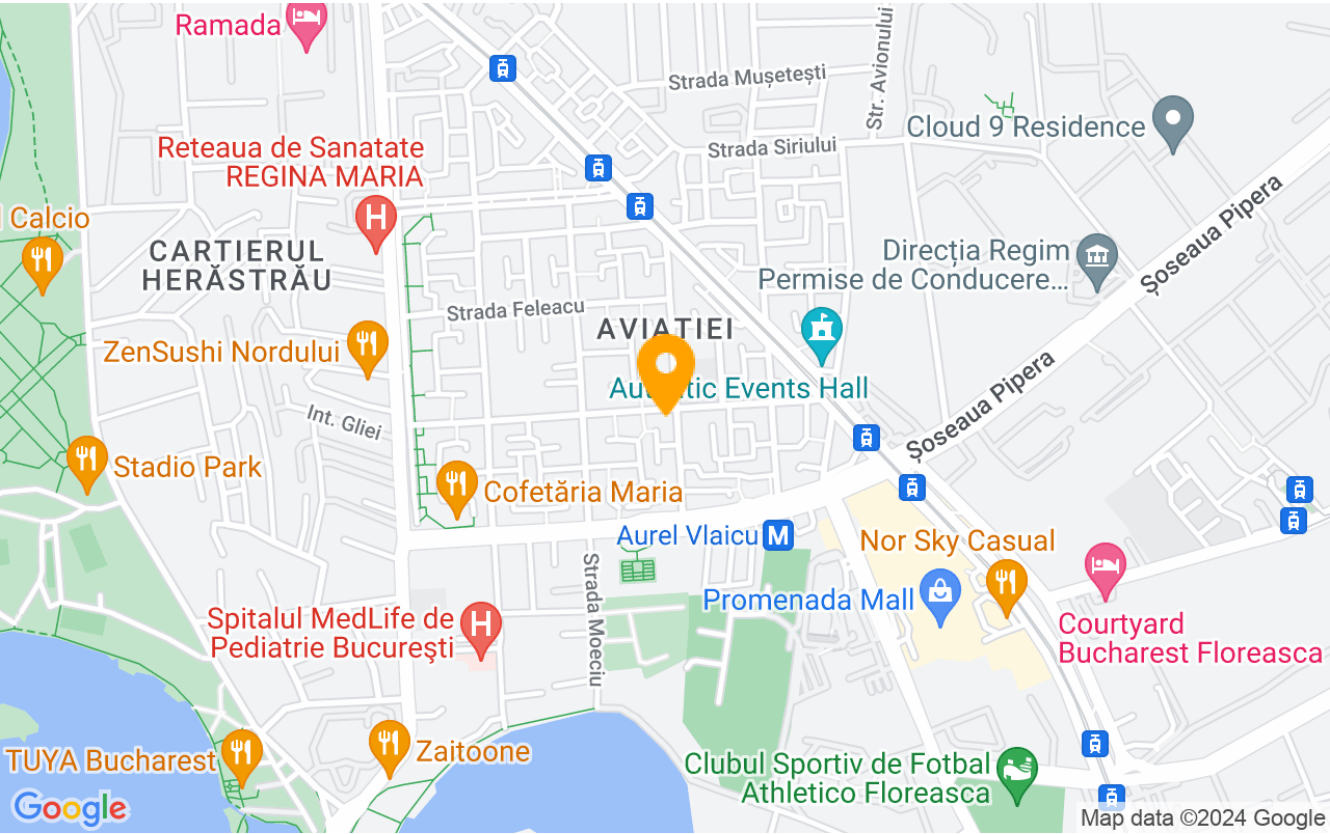 Ramada
Strada Mușetești
Str. Avionului
Cloud 9 Residence
Strada Siriului
Reteaua de Sanatate
REGINA MARIA
Șoseaua Pipera
Calcio
CARTIERUL
HERĂSTRĂU
Direcția Regim
Permise de Conducere...
Strada Feleacu
AVIAȚIEI
ZenSushi Nordului
Events Hall
Șoseaua Pipera
Int. Gliei
Stadio Park
Cofetăria Maria
Aurel Vlaicu M
Nor Sky Casual
Strada Moeciu
Promenada Mall
Spitalul MedLife de
Pediatrie Bucureşti
Courtyard
Bucharest Floreasca
TUYA Bucharest
Zaitoone
Clubul Sportiv de Fotbal
Athletico Floreasca
Google
Map data ©2024 Google